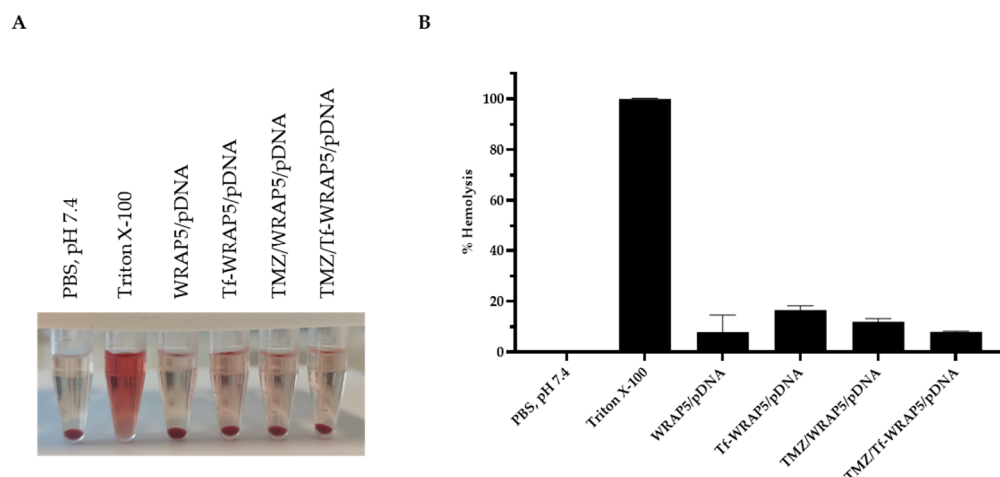 A
B
PBS, pH 7.4
Triton X-100
WRAP5/pDNA
Tf-WRAP5/pDNA
TMZ/WRAP5/pDNA
TMZ/Tf-WRAP5/pDNA
% Hemolysis
100
80
60
40
20
0
PBS, pH 7.4
Triton X-100
WRAP5/pDNA
Tf-WRAP5/pDNA
TMZ/WRAP5/pDNA
TMZ/Tf-WRAP5/pDNA